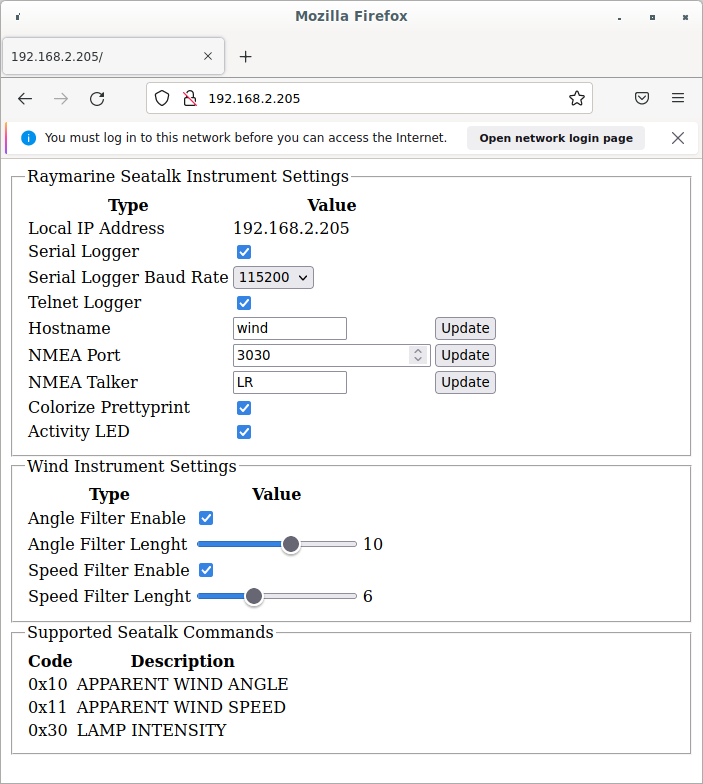 Mozilla Firefox
192.168.2.205/
192.168.2.205
You must log in to this network before you can access the Internet. Open network login page
Raymarine Seatalk Instrument Settings
Type Value
Local IP Address 192.168.2.205
Serial Logger
Serial Logger Baud Rate 115200
Telnet Logger
Hostname wind Update
NMEA Port 3030 Update
NMEA Talker LR Update
Colorize Prettyprint
Activity LED
Wind Instrument Settings
Type Value
Angle Filter Enable
Angle Filter Lenght 10
Speed Filter Enable
Speed Filter Lenght 6
Supported Seatalk Commands
Code Description
0x10 APPARENT WIND ANGLE
0x11 APPARENT WIND SPEED
0x30 LAMP INTENSITY